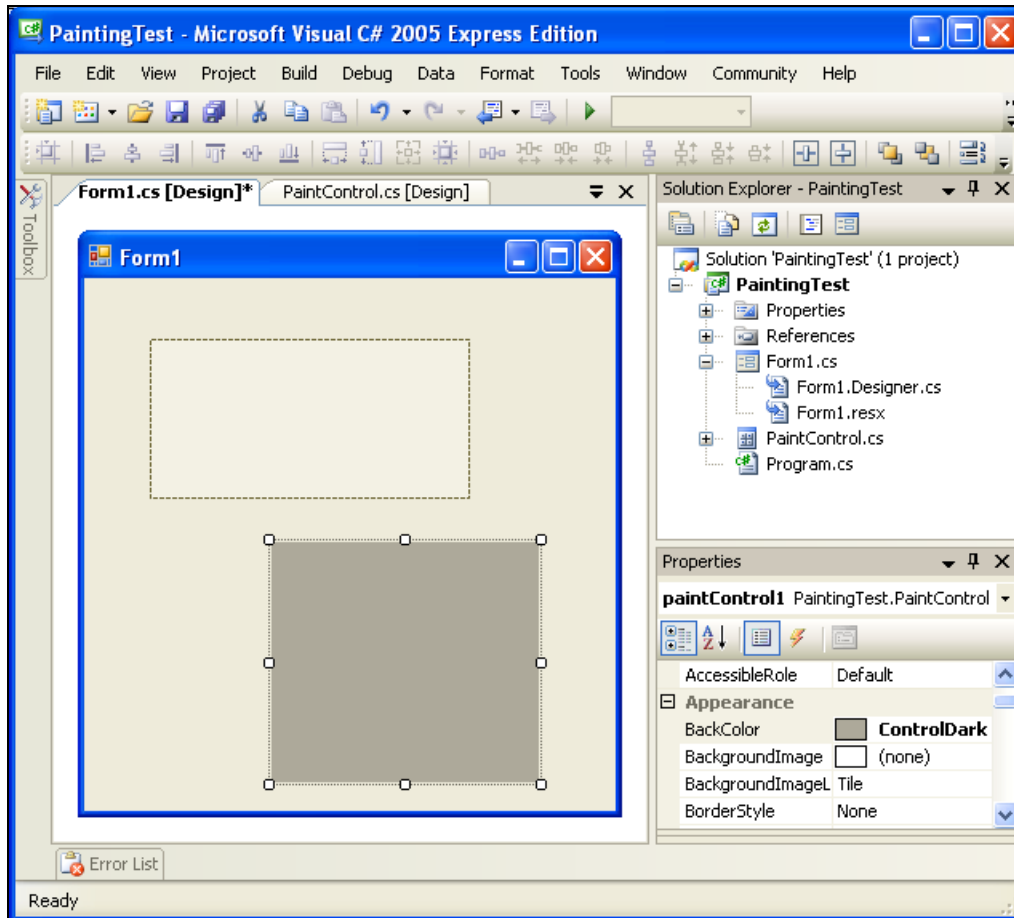 PaintingTest - Microsoft Visual C# 2005 Express Edition
File Edit View Project Build Debug Data Format Tools Window Community Help
Toolbox
Form1.cs [Design]* PaintControl.cs [Design]
Form1
Solution Explorer - PaintingTest
Solution 'PaintingTest' (1 project)
PaintingTest
Properties
References
Form1.cs
Form1.Designer.cs
Form1.resx
PaintControl.cs
Program.cs
Properties
paintControl1 PaintingTest.PaintControl
AccessibleRole Default
Appearance
BackColor ControlDark
BackgroundImage (none)
BackgroundImageL Tile
BorderStyle None
Error List
Ready